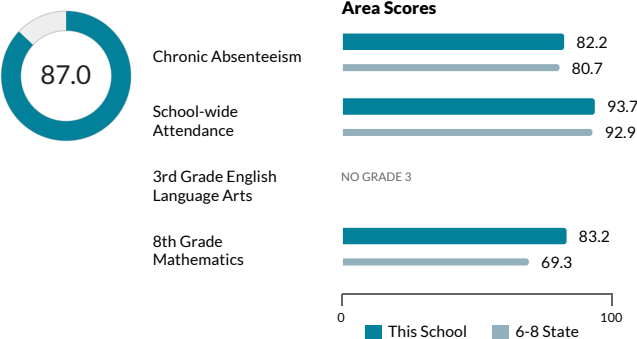 Area Scores
87.0
Chronic Absenteeism
82.2
80.7
School-wide
Attendance
93.7
92.9
3rd Grade English
Language Arts
NO GRADE 3
8th Grade
Mathematics
83.2
69.3
0
100
This School
6-8 State